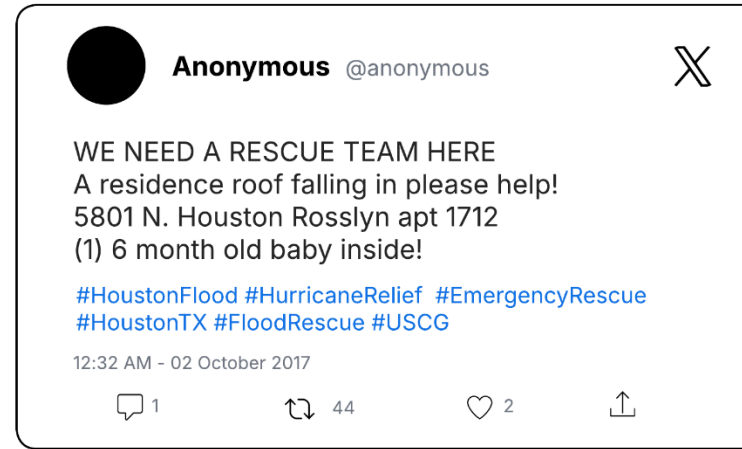 Anonymous @anonymous
WE NEED A RESCUE TEAM HERE
A residence roof falling in please help!
5801 N. Houston Rosslyn apt 1712
(1) 6 month old baby inside!
#HoustonFlood #HurricaneRelief #EmergencyRescue
#HoustonTX #FloodRescue #USCG
12:32 AM - 02 October 2017
1 44 2